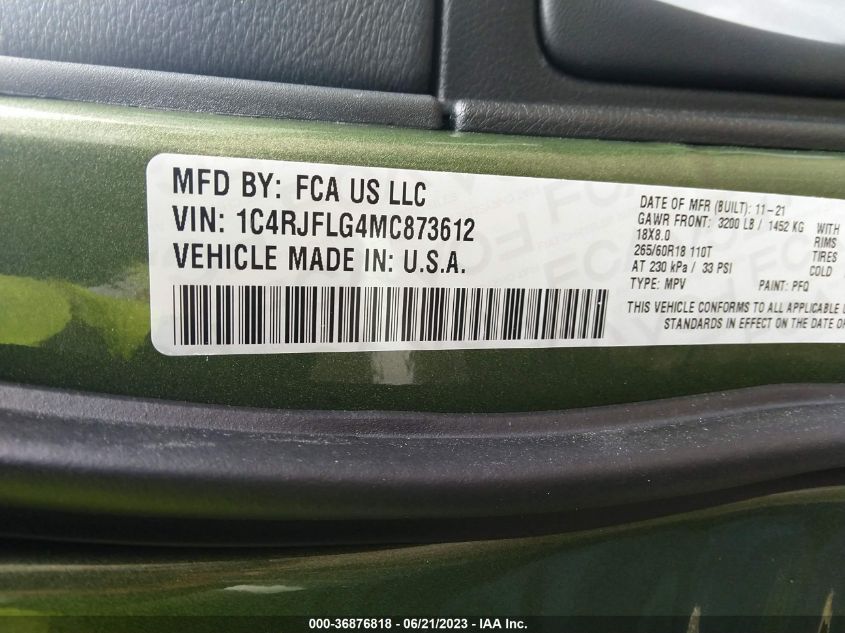 MFD BY: FCA US LLC
VIN: 1C4RJFLG4MC873612
VEHICLE MADE IN: U.S.A.
DATE OF MFR (BUILT): 11-21
GAWR FRONT: 3200 LB / 1452 KG WITH
18X8.0 RIMS
265/60R18 110T TIRES
AT 230 kPa / 33 PSI COLD
TYPE: MPV PAINT: PFQ
THIS VEHICLE CONFORMS TO ALL APPLICABLE
STANDARDS IN EFFECT ON THE DATE OF
000-36876818 - 06/21/2023 - IAA Inc.